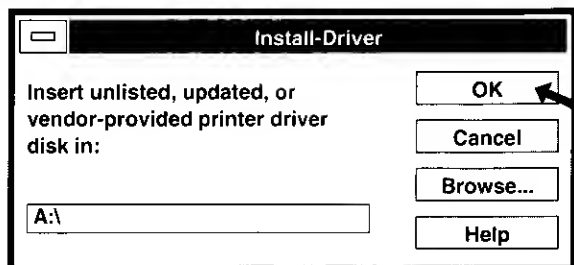 Install-Driver
Insert unlisted, updated, or
vendor-provided printer driver
disk in:
A:\
OK
Cancel
Browse...
Help